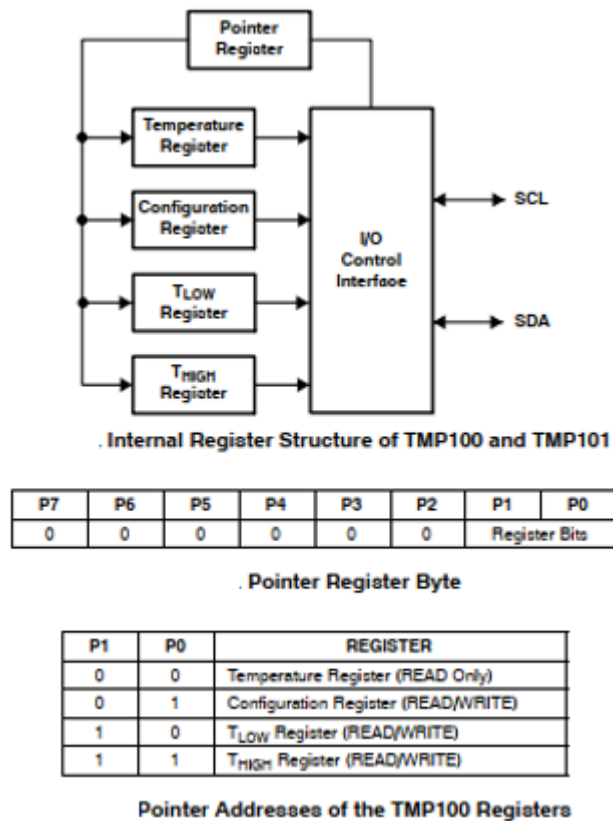 Pointer
Register
Temperature
Register
Configuration
Register
TLOW
Register
THIGH
Register
I/O
Control
Interface
SCL
SDA
. Internal Register Structure of TMP100 and TMP101
P7 P6 P5 P4 P3 P2 P1 P0
0 0 0 0 0 0 Register Bits
. Pointer Register Byte
P1 P0 REGISTER
0 0 Temperature Register (READ Only)
0 1 Configuration Register (READ/WRITE)
1 0 TLOW Register (READ/WRITE)
1 1 THIGH Register (READ/WRITE)
Pointer Addresses of the TMP100 Registers